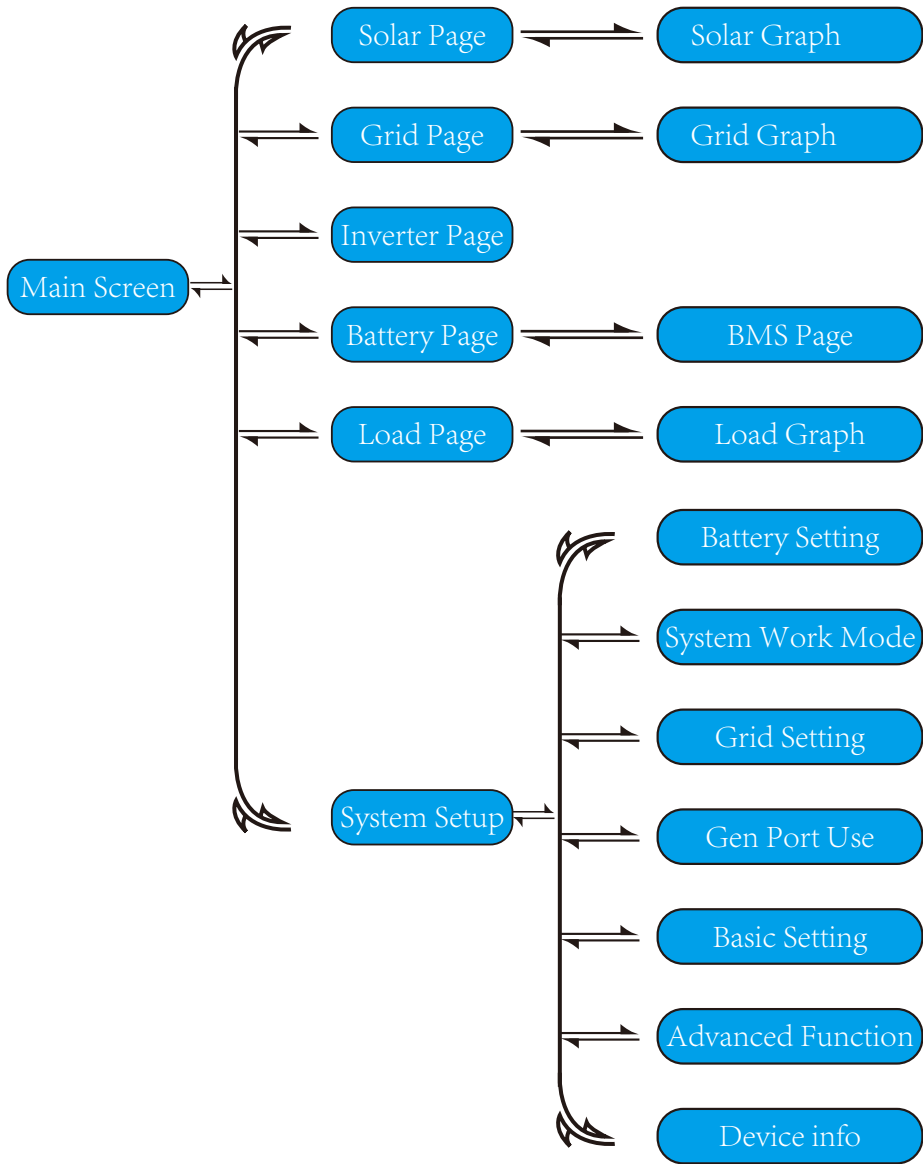 Solar Page
Solar Graph
Grid Page
Grid Graph
Inverter Page
Main Screen
Battery Page
BMS Page
Load Page
Load Graph
Battery Setting
System Work Mode
Grid Setting
System Setup
Gen Port Use
Basic Setting
Advanced Function
Device info